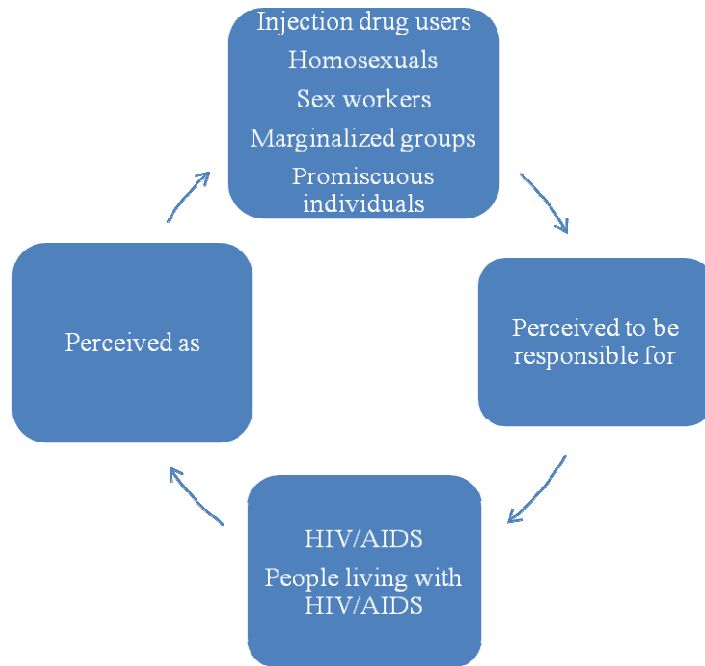 Injection drug users
Homosexuals
Sex workers
Marginalized groups
Promiscuous
individuals
Perceived as
Perceived to be
responsible for
HIV/AIDS
People living with
HIV/AIDS